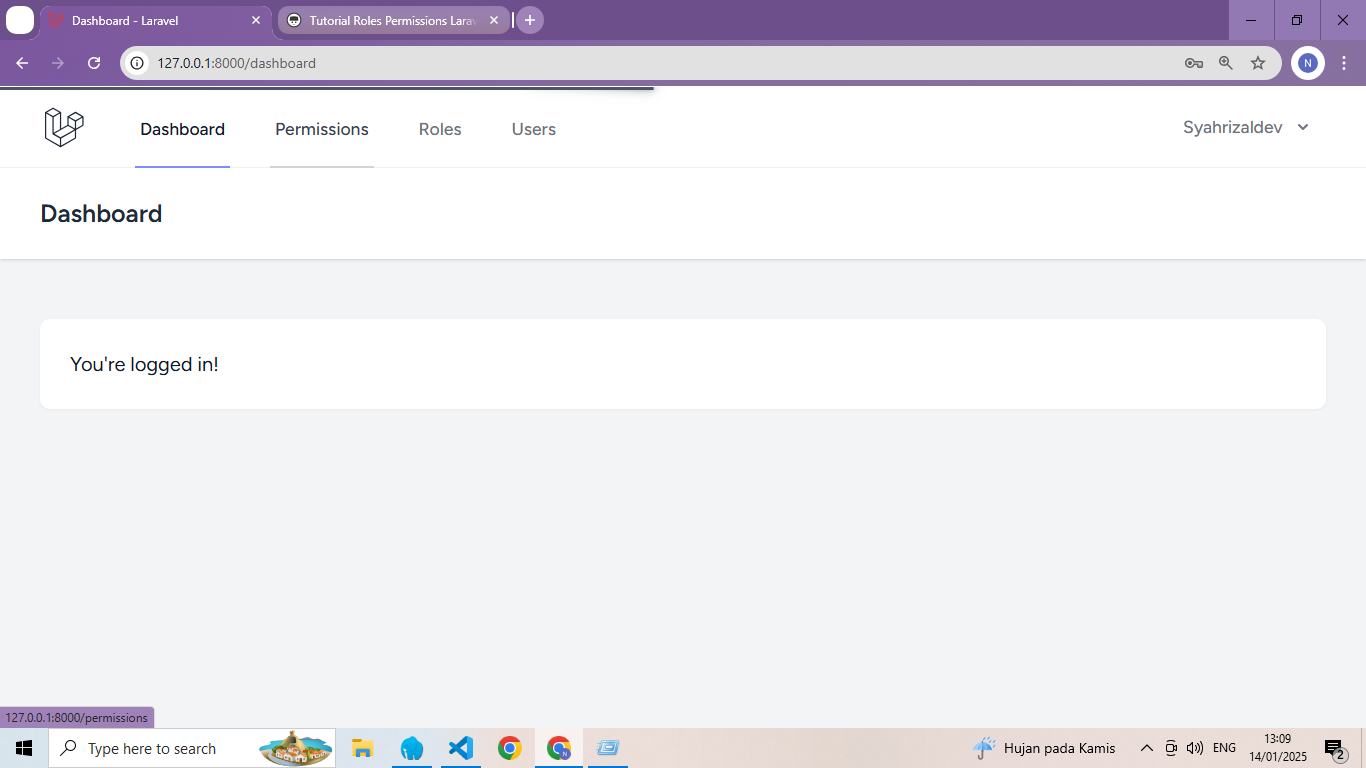 Dashboard - Laravel
Tutorial Roles Permissions Larav
127.0.0.1:8000/dashboard
N
Dashboard
Permissions
Roles
Users
Syahrizaldev
Dashboard
You're logged in!
127.0.0.1:8000/permissions
Type here to search
N
Hujan pada Kamis
ENG
13:09
14/01/2025
2